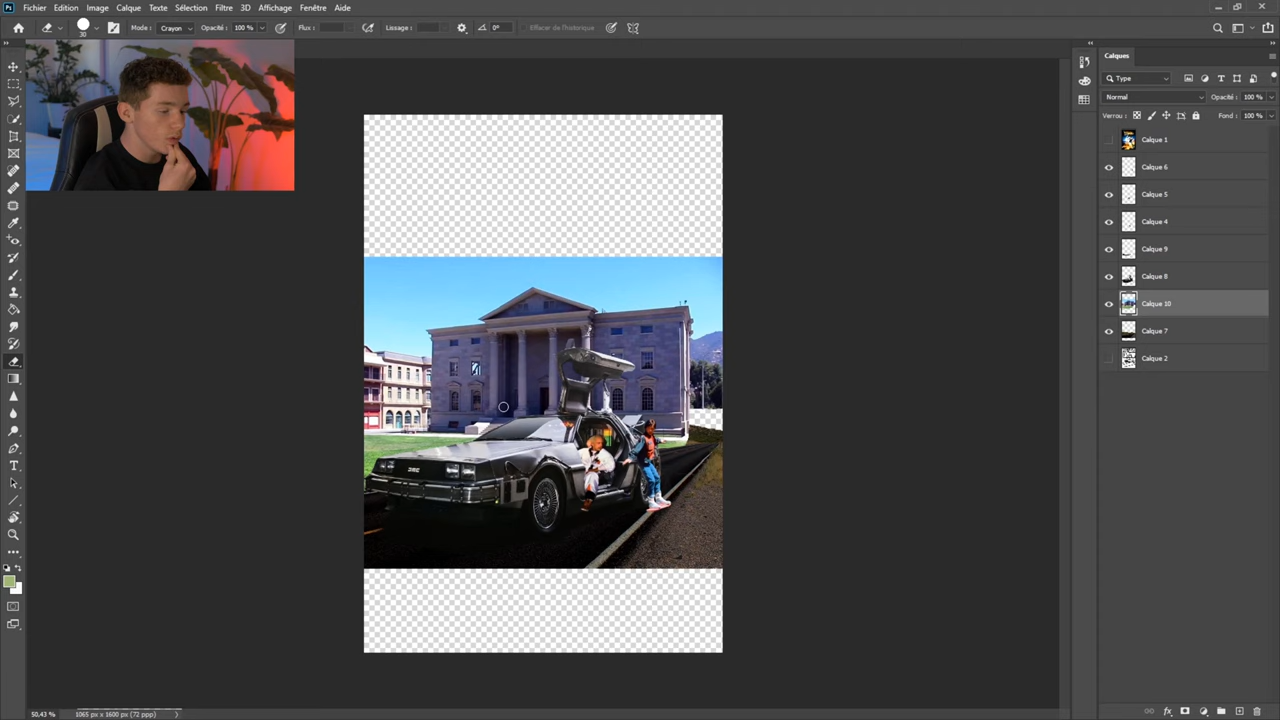 Ps Fichier Edition Image Calque Texte Sélection Filtre 3D Affichage Fenêtre Aide
30 Mode : Crayon Opacité : 100 % Flux : Lissage : 0° Effacer de l'historique
Calques
Type
Normal Opacité : 100 %
Verrou : Fond : 100 %
Calque 1
Calque 6
Calque 5
Calque 4
Calque 9
Calque 8
Calque 10
Calque 7
Calque 2
50,43 % 1065 px x 1600 px (72 ppp)